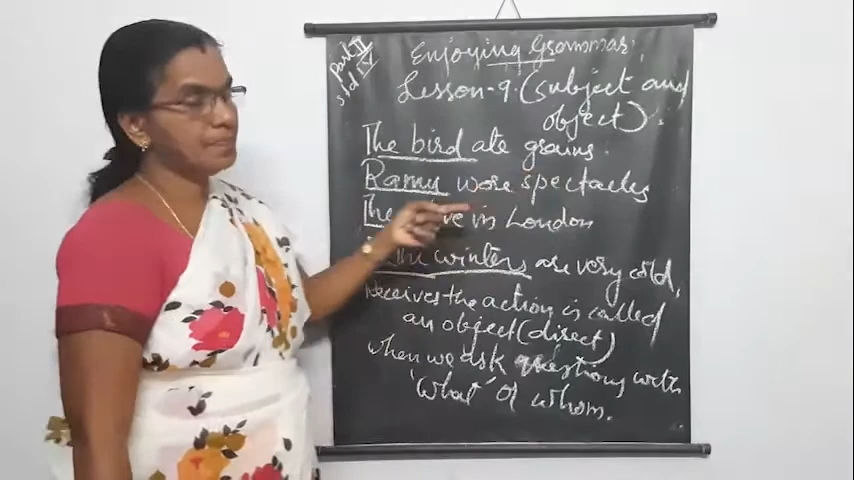 Part II
Std IV
Enjoying Grammar
Lesson-9. (Subject and
object).
The bird ate grains.
Ramu wore spectacles
in London
The winters are very cold,
Receives the action is called
an object (direct)
when we ask questions with
'What' or whom.